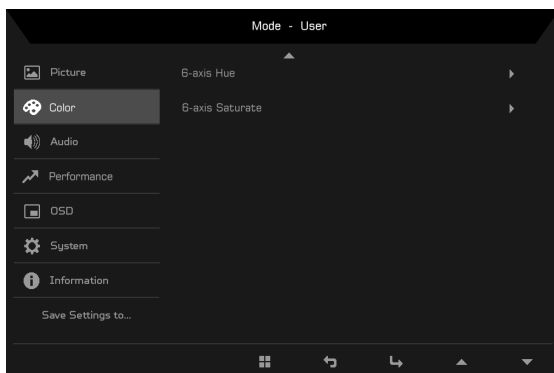 Mode - User
Picture
6-axis Hue
Color
6-axis Saturate
Audio
Performance
OSD
System
Information
Save Settings to...